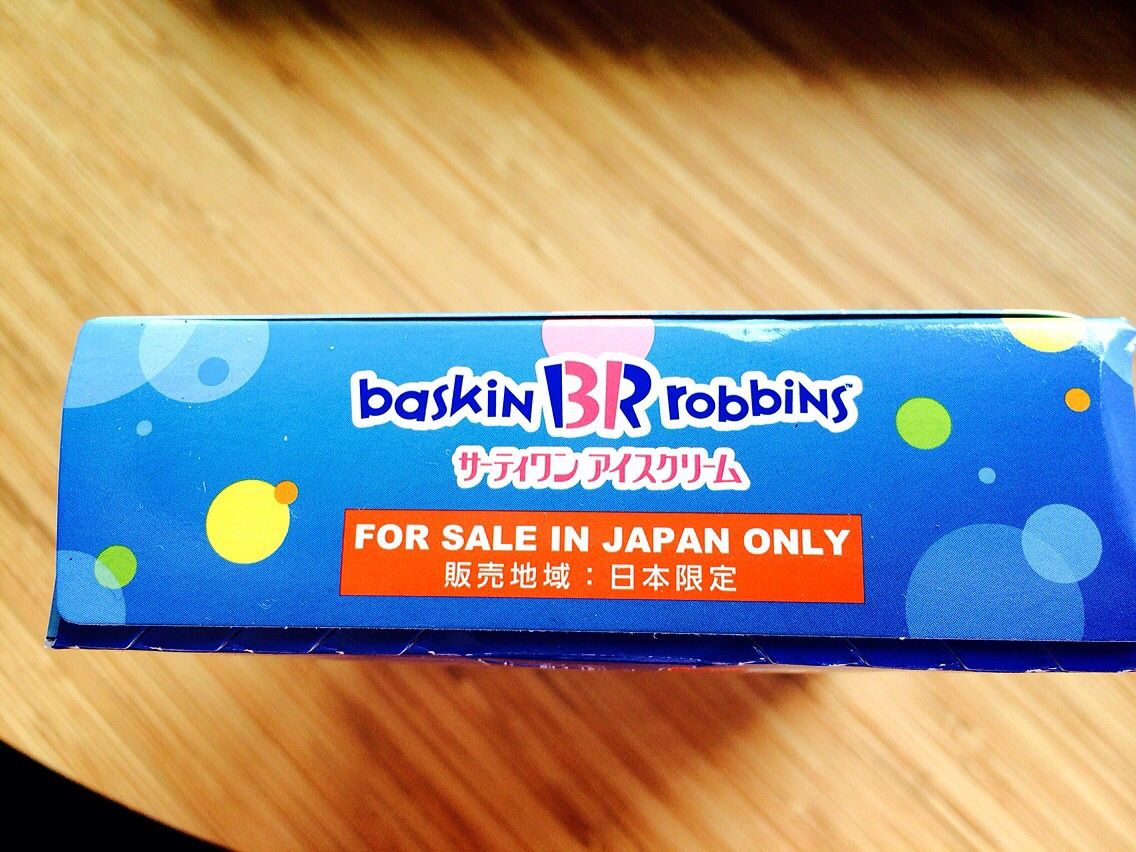 baskin BR robbins™
サーティワン アイスクリーム
FOR SALE IN JAPAN ONLY
販売地域：日本限定